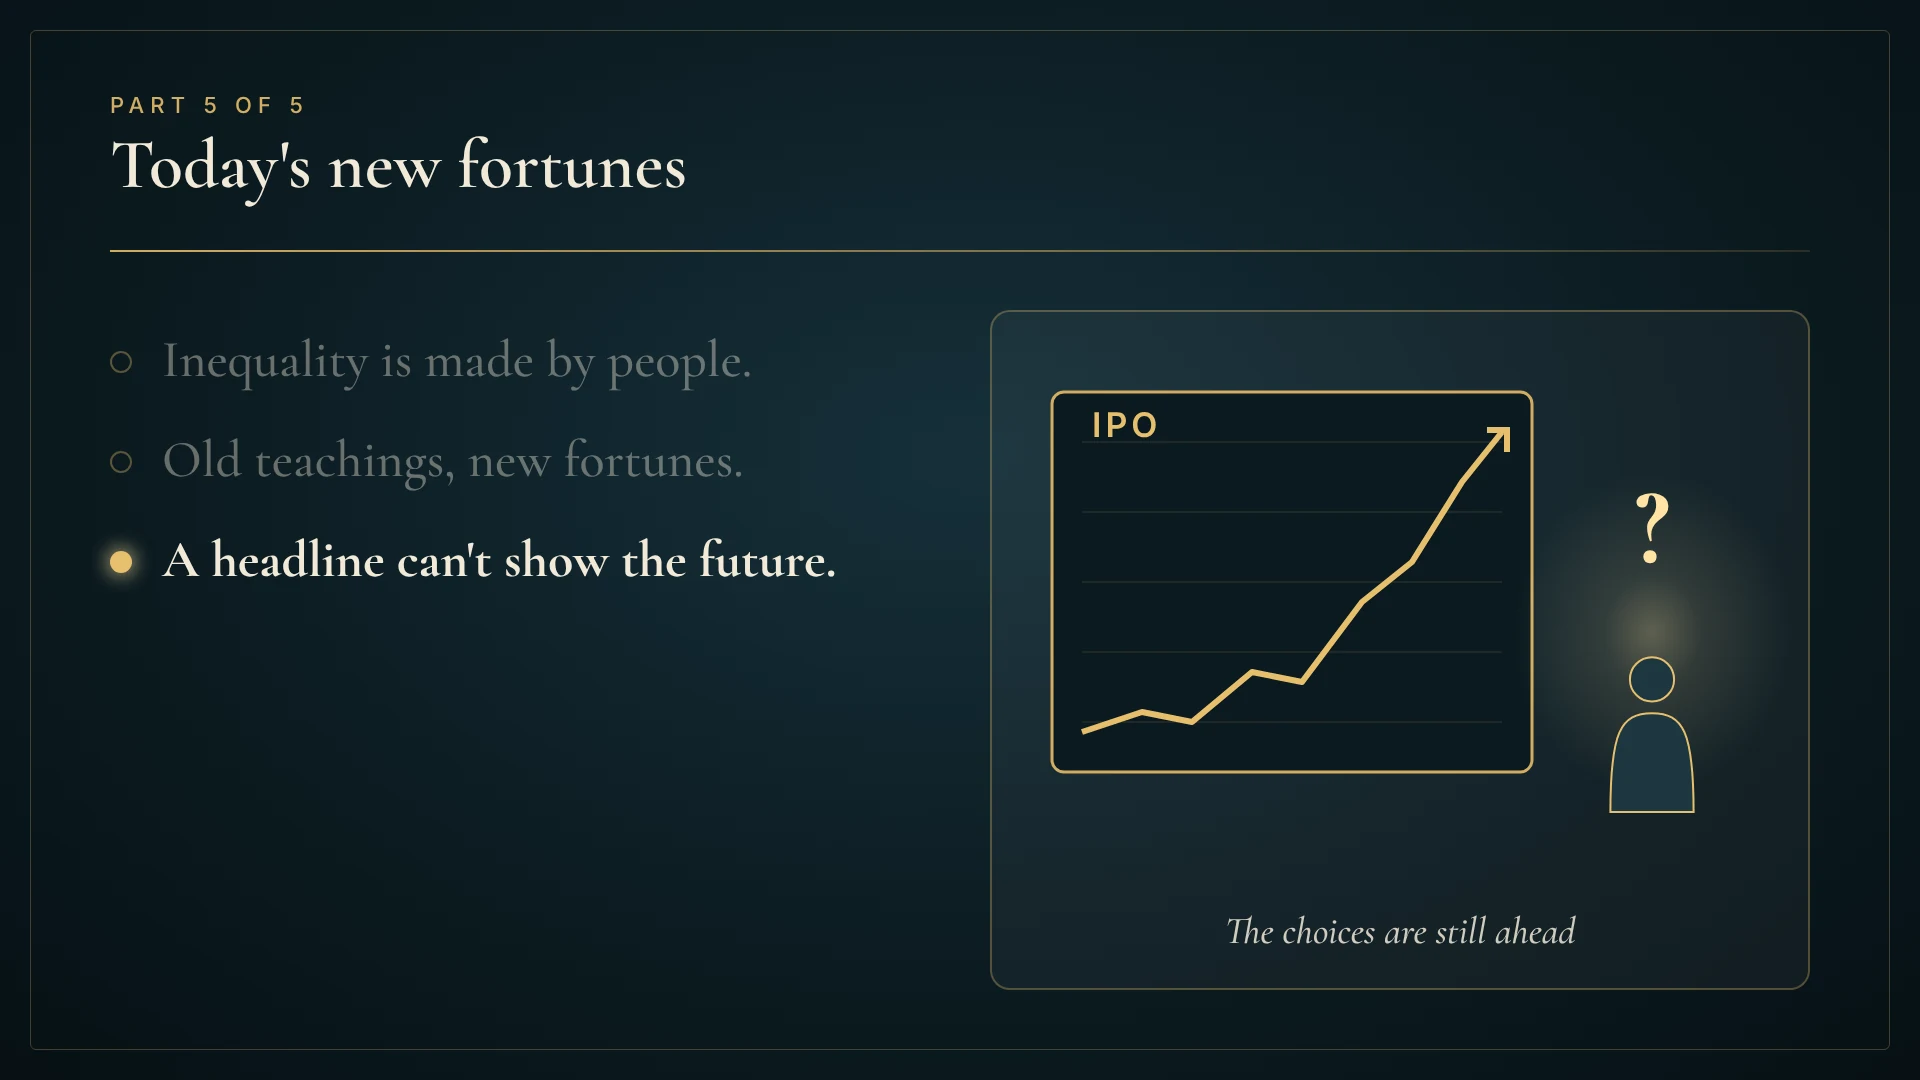 PART 5 OF 5
Today's new fortunes
Inequality is made by people.
Old teachings, new fortunes.
A headline can't show the future.
IPO
?
The choices are still ahead